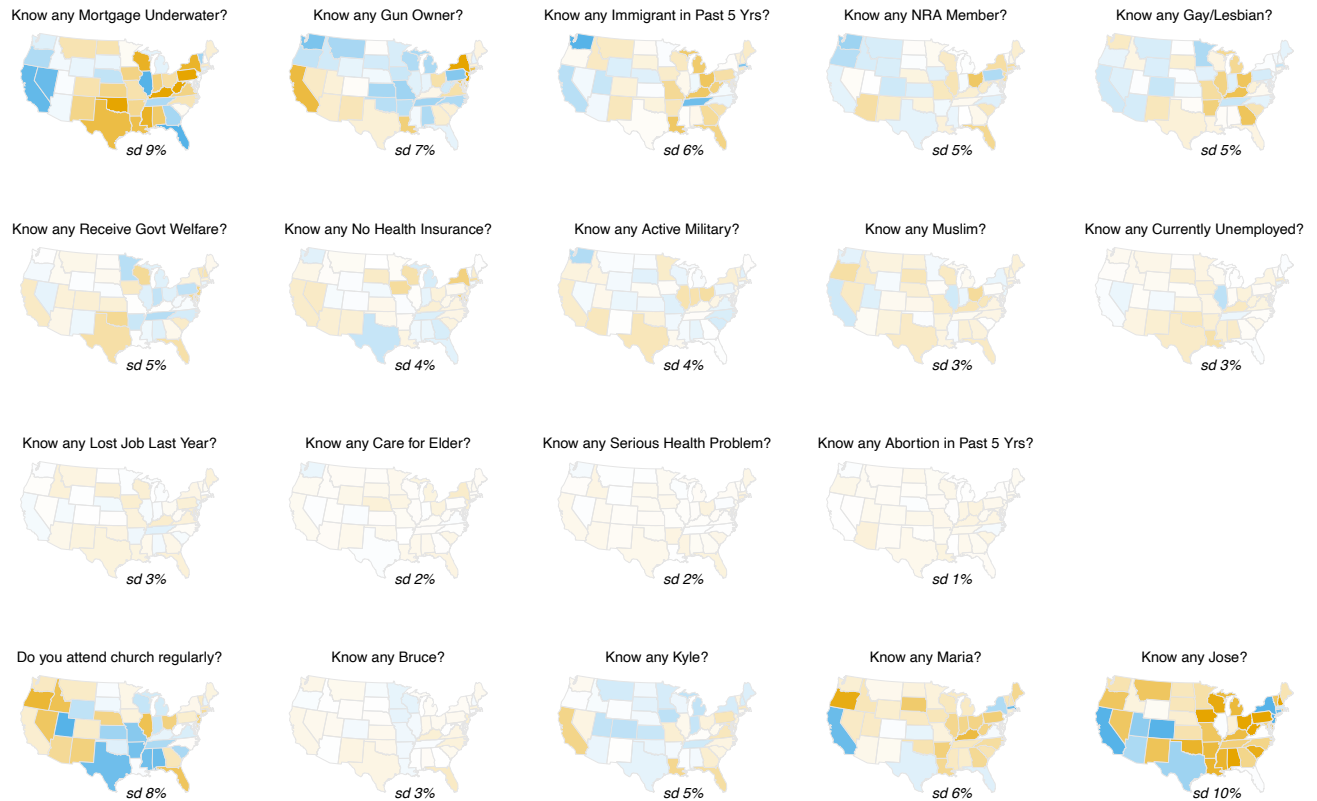 Know any Mortgage Underwater?
Know any Gun Owner?
Know any Immigrant in Past 5 Yrs?
Know any NRA Member?
Know any Gay/Lesbian?
sd 9%
sd 7%
sd 6%
sd 5%
sd 5%
Know any Receive Govt Welfare?
Know any No Health Insurance?
Know any Active Military?
Know any Muslim?
Know any Currently Unemployed?
sd 5%
sd 4%
sd 4%
sd 3%
sd 3%
Know any Lost Job Last Year?
Know any Care for Elder?
Know any Serious Health Problem?
Know any Abortion in Past 5 Yrs?
sd 3%
sd 2%
sd 2%
sd 1%
Do you attend church regularly?
Know any Bruce?
Know any Kyle?
Know any Maria?
Know any Jose?
sd 8%
sd 3%
sd 5%
sd 6%
sd 10%